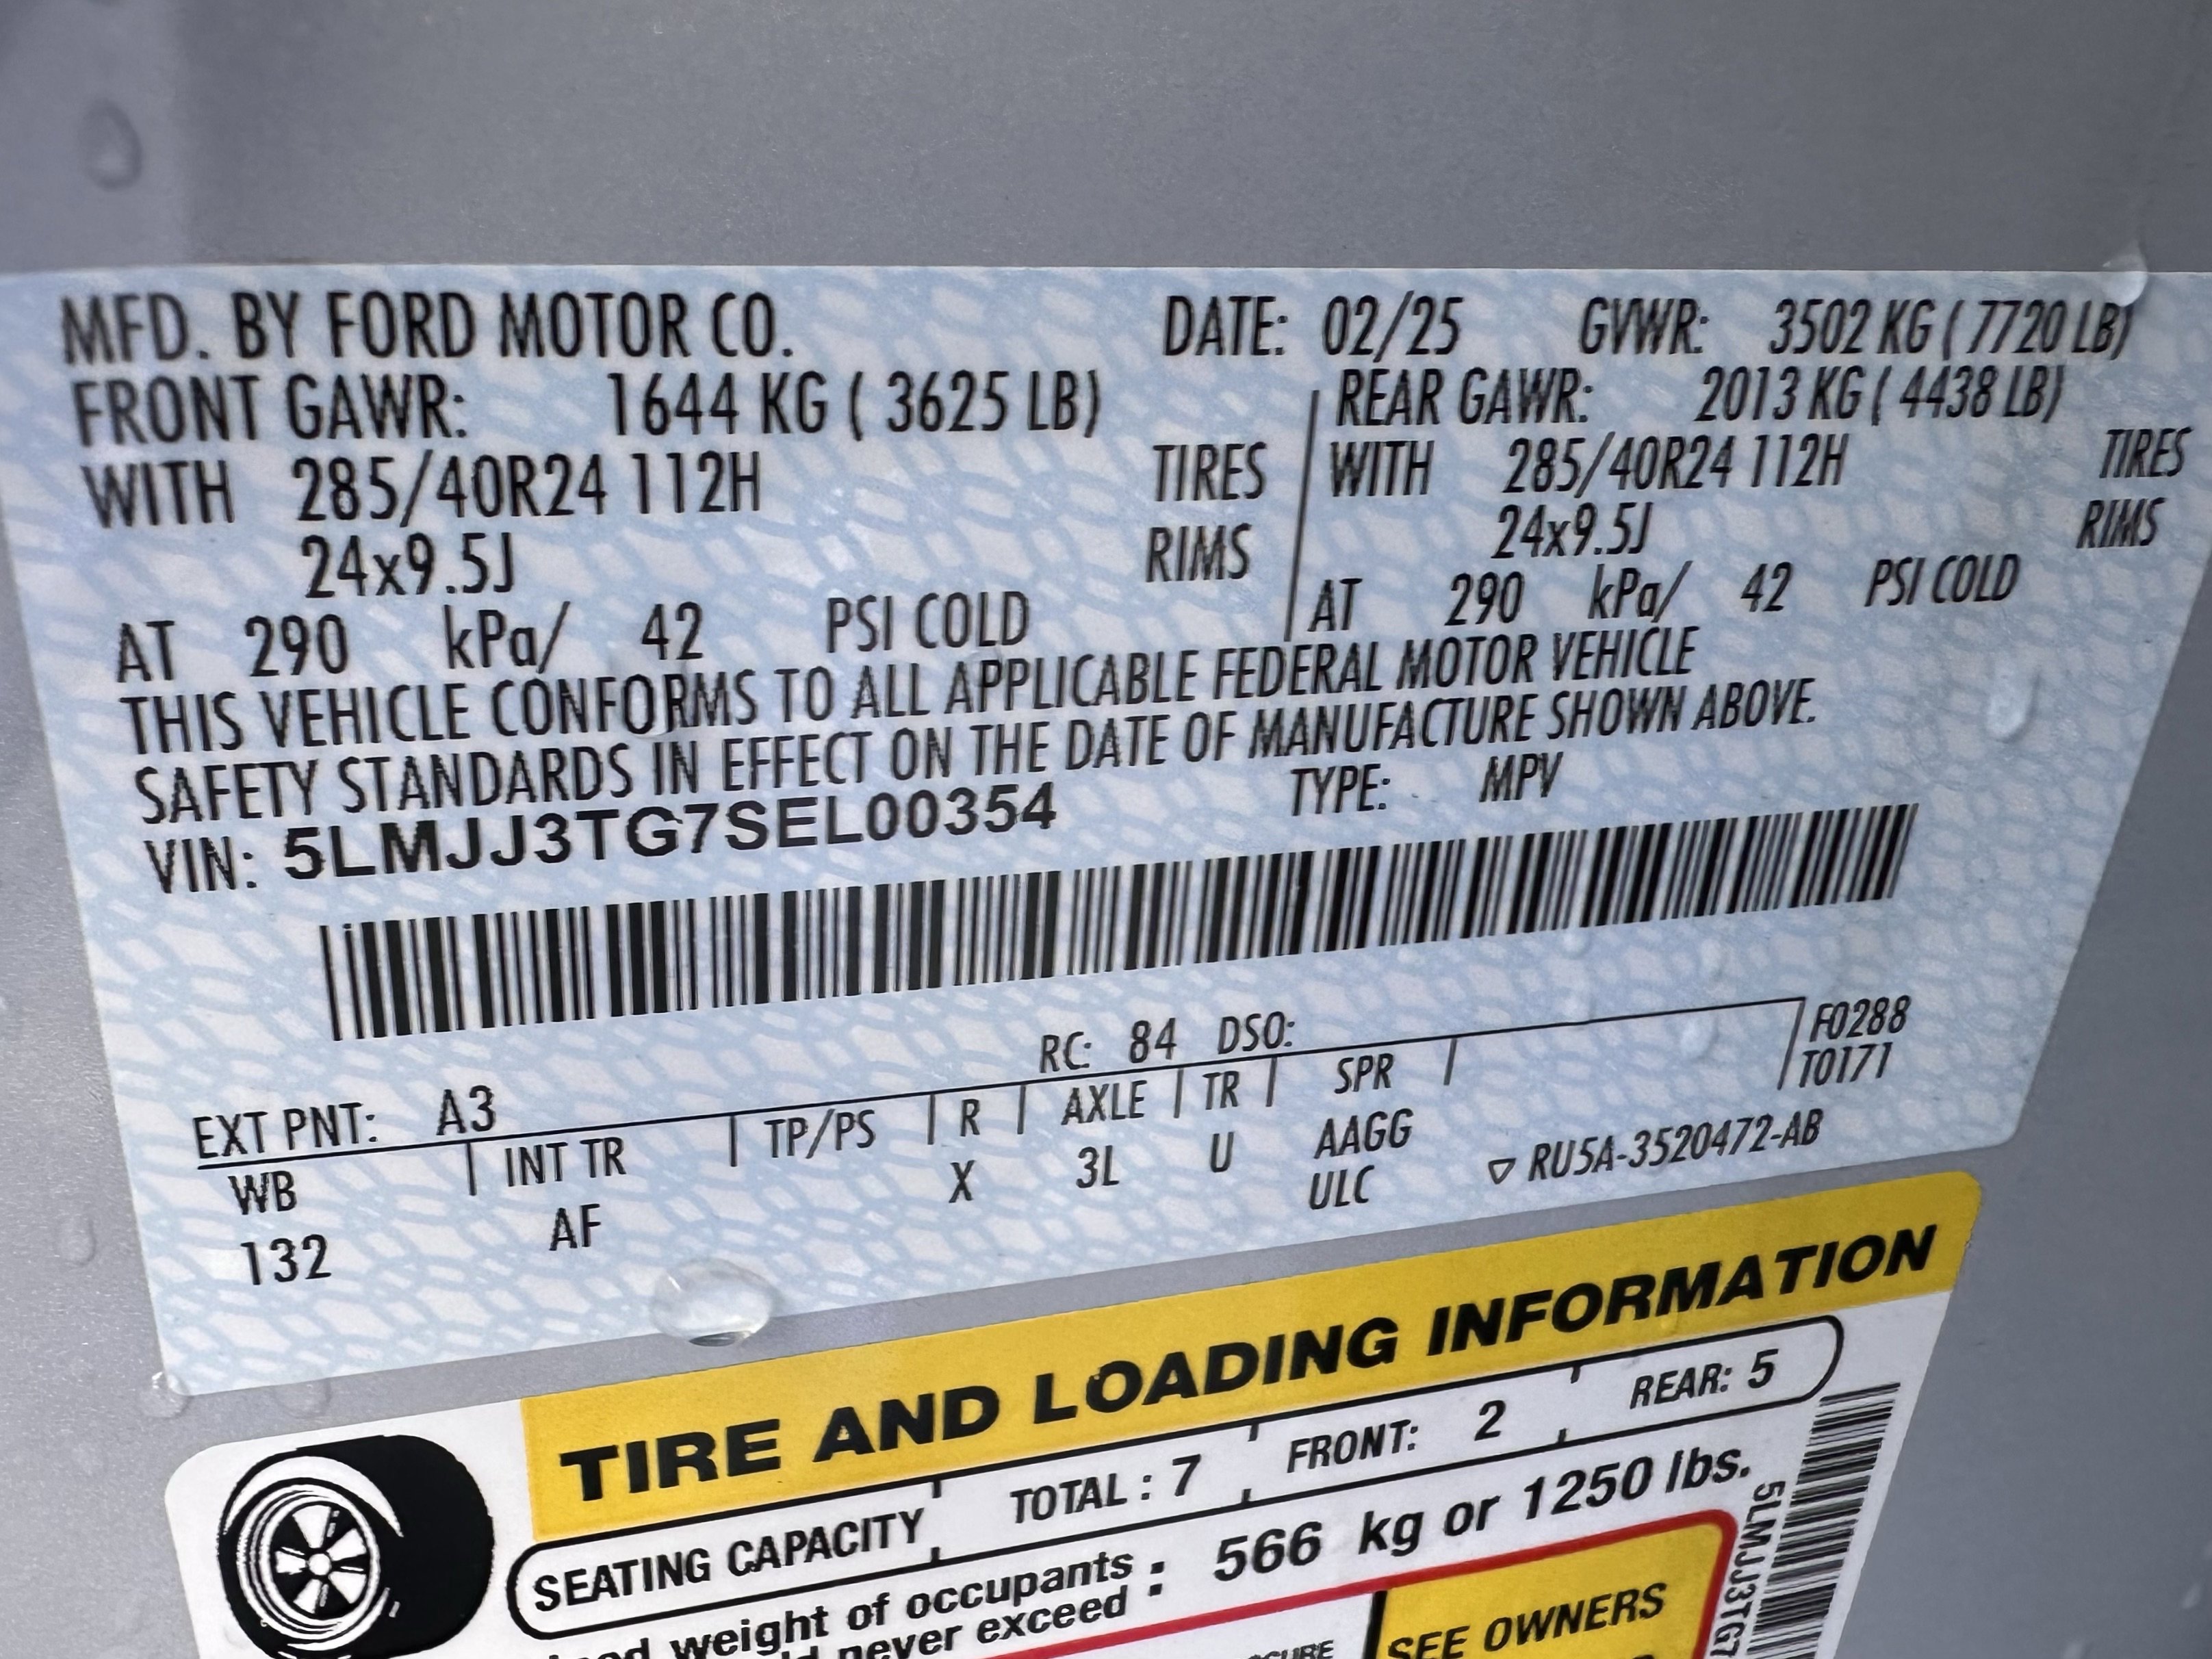 MFD. BY FORD MOTOR CO. DATE: 02/25 GVWR: 3502 KG ( 7720 LB)
FRONT GAWR: 1644 KG ( 3625 LB) REAR GAWR: 2013 KG ( 4438 LB)
WITH 285/40R24 112H TIRES WITH 285/40R24 112H TIRES
24x9.5J RIMS 24x9.5J RIMS
AT 290 kPa/ 42 PSI COLD AT 290 kPa/ 42 PSI COLD
THIS VEHICLE CONFORMS TO ALL APPLICABLE FEDERAL MOTOR VEHICLE
SAFETY STANDARDS IN EFFECT ON THE DATE OF MANUFACTURE SHOWN ABOVE.
VIN: 5LMJJ3TG7SEL00354 TYPE: MPV
EXT PNT: A3 RC: 84 DSO: F0288
T0171
WB INT TR TP/PS R AXLE TR SPR
132 AF X 3L U AAGG
ULC ▽ RU5A-3520472-AB
TIRE AND LOADING INFORMATION
SEATING CAPACITY TOTAL : 7 FRONT: 2 REAR: 5
weight of occupants
never exceed : 566 kg or 1250 lbs.
SEE OWNERS
5LMJJ3TG7